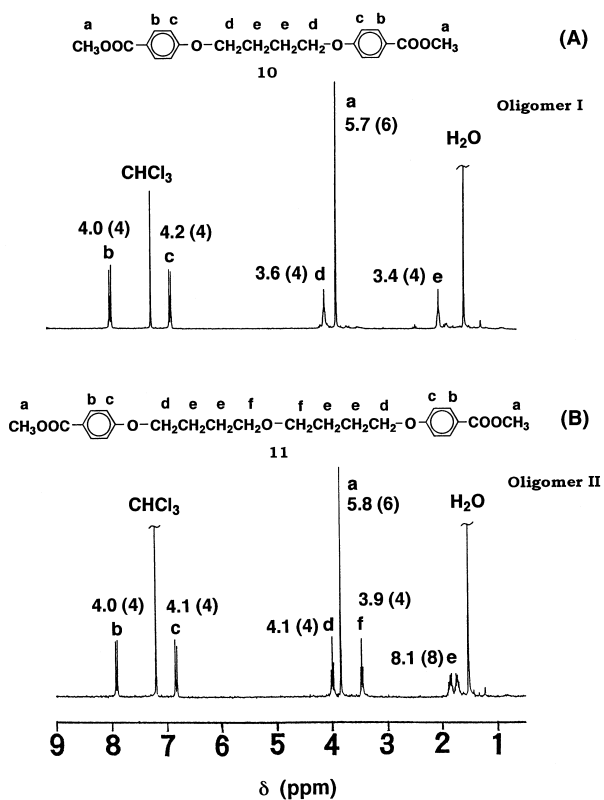 a b c d e e d c b a
CH3OOC O-CH2CH2CH2CH2-O COOCH3
(A)
10
Oligomer I
a
5.7 (6)
H2O
CHCl3
4.0 (4)
b
4.2 (4)
c
3.6 (4) d
3.4 (4) e
a b c d e e f f e e d c b a
CH3OOC O-CH2CH2CH2CH2O-CH2CH2CH2CH2-O COOCH3
(B)
11
Oligomer II
a
5.8 (6)
H2O
CHCl3
4.0 (4)
b
4.1 (4)
c
4.1 (4) d
3.9 (4)
f
8.1 (8) e
9 8 7 6 5 4 3 2 1
δ (ppm)